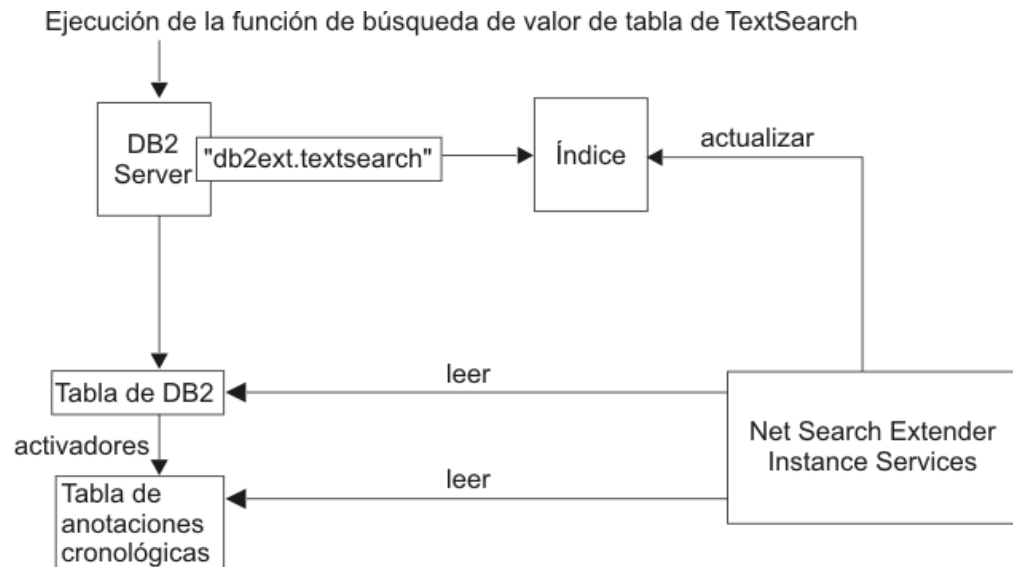 Ejecución de la función de búsqueda de valor de tabla de TextSearch
DB2
Server
"db2ext.textsearch"
Índice
actualizar
Tabla de DB2
leer
activadores
Net Search Extender
Instance Services
leer
Tabla de
anotaciones
cronológicas